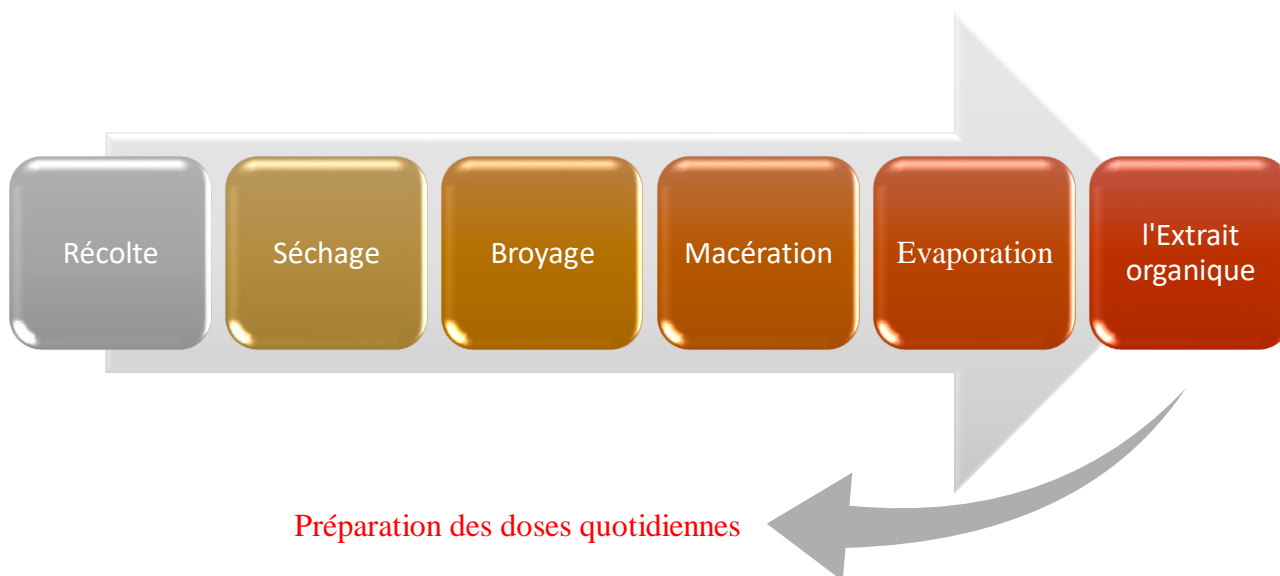 Récolte
Séchage
Broyage
Macération
Evaporation
l'Extrait
organique
Préparation des doses quotidiennes